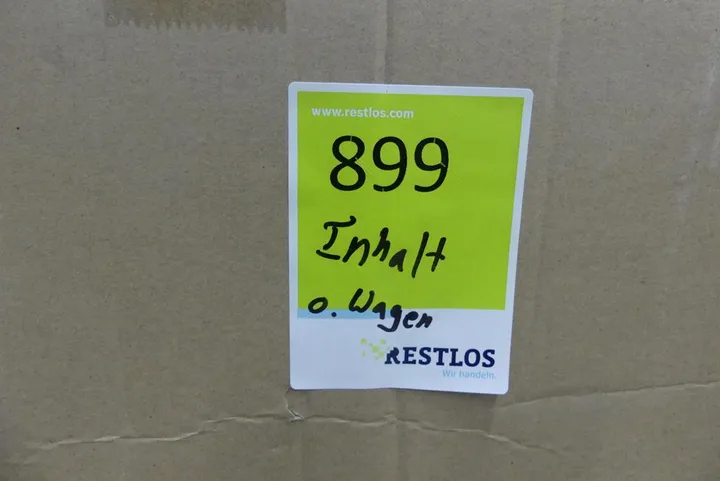 www.restlos.com
899
Inhalt
o. Wagen
RESTLOS
Wir handeln.